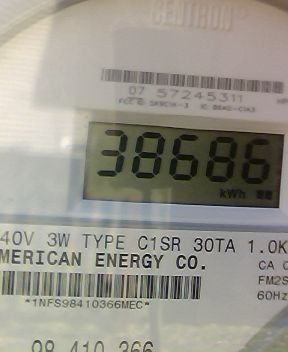 CENTRON
07 57245311
38686
kWh
40V 3W TYPE C1SR 30TA 1.0K
MERICAN ENERGY CO.
CA 0
FM2S
60Hz
*1NFS98410366MEC*
98 410 366